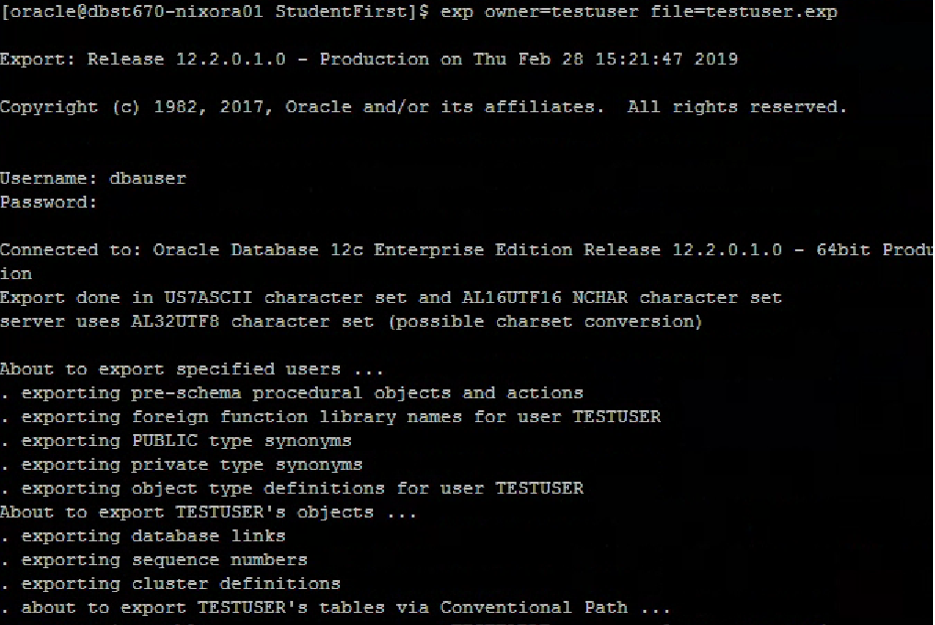 [oracle@dbst670-nixora01 StudentFirst]$ exp owner=testuser file=testuser.exp
Export: Release 12.2.0.1.0 - Production on Thu Feb 28 15:21:47 2019
Copyright (c) 1982, 2017, Oracle and/or its affiliates.  All rights reserved.
Username: dbauser
Password:
Connected to: Oracle Database 12c Enterprise Edition Release 12.2.0.1.0 - 64bit Produ
ion
Export done in US7ASCII character set and AL16UTF16 NCHAR character set
server uses AL32UTF8 character set (possible charset conversion)
About to export specified users ...
. exporting pre-schema procedural objects and actions
. exporting foreign function library names for user TESTUSER
. exporting PUBLIC type synonyms
. exporting private type synonyms
. exporting object type definitions for user TESTUSER
About to export TESTUSER's objects ...
. exporting database links
. exporting sequence numbers
. exporting cluster definitions
. about to export TESTUSER's tables via Conventional Path ...